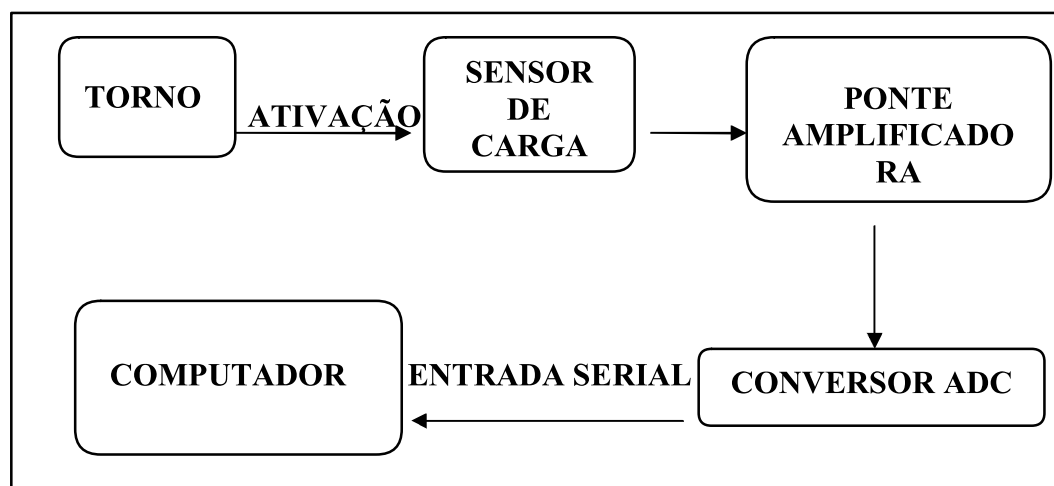 TORNO
ATIVAÇÃO
SENSOR
DE
CARGA
PONTE
AMPLIFICADO
RA
COMPUTADOR
ENTRADA SERIAL
CONVERSOR ADC